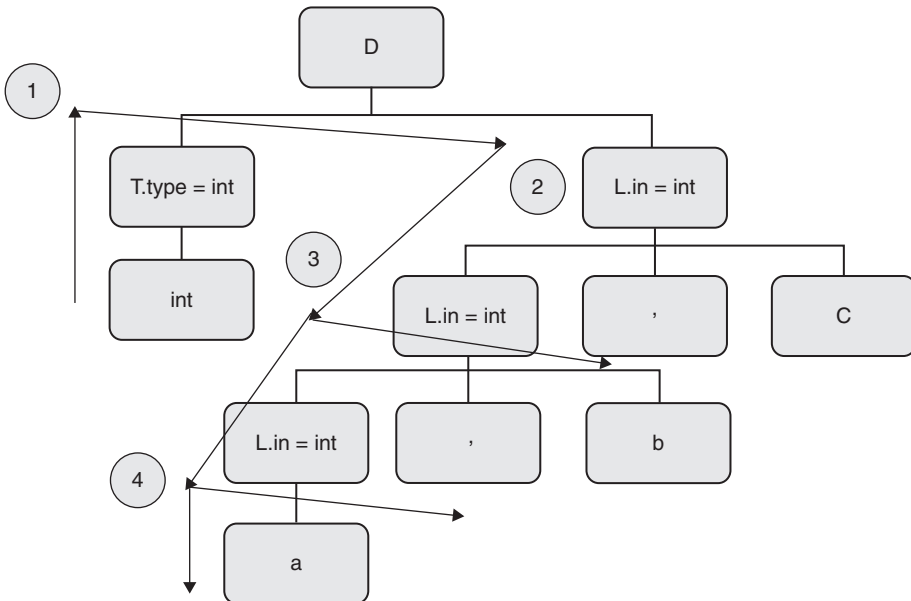 D
1
T.type = int
2
L.in = int
3
int
L.in = int
,
C
L.in = int
,
b
4
a